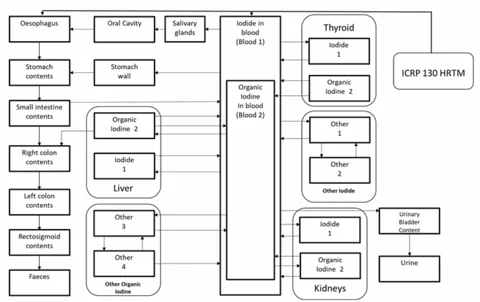 Oesophagus
Oral Cavity
Salivary
glands
Iodide in
blood
(Blood 1)
Thyroid
Iodide
1
Organic
Iodine 2
ICRP 130 HRTM
Stomach
contents
Stomach
wall
Small intestine
contents
Organic
Iodine
In blood
(Blood 2)
Organic
Iodine 2
Iodide
1
Liver
Other
1
Other
2
Other Iodide
Right colon
contents
Left colon
contents
Rectosigmoid
contents
Faeces
Other
3
Other
4
Other Organic
Iodine
Iodide
1
Organic
Iodine 2
Kidneys
Urinary
Bladder
Content
Urine